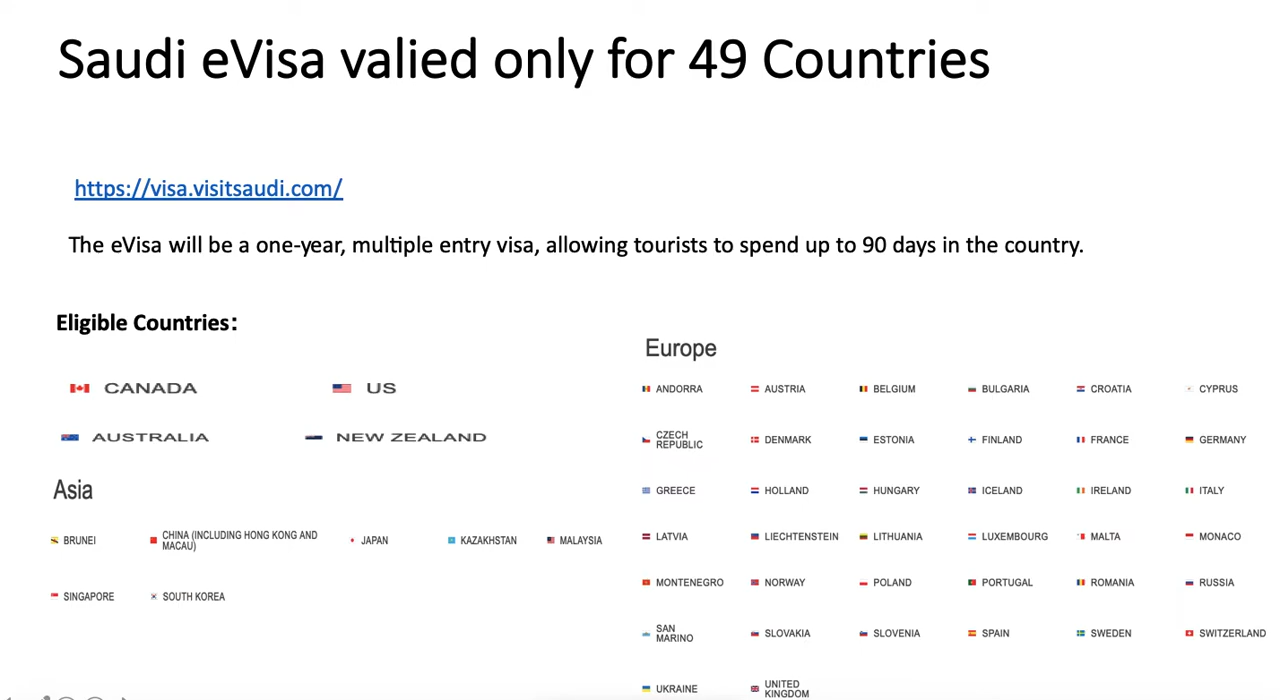 Saudi eVisa valied only for 49 Countries
https://visa.visitsaudi.com/
The eVisa will be a one-year, multiple entry visa, allowing tourists to spend up to 90 days in the country.
Eligible Countries:
CANADA
US
AUSTRALIA
NEW ZEALAND
Asia
BRUNEI
CHINA (INCLUDING HONG KONG AND
MACAU)
JAPAN
KAZAKHSTAN
MALAYSIA
SINGAPORE
SOUTH KOREA
Europe
ANDORRA
AUSTRIA
BELGIUM
BULGARIA
CROATIA
CYPRUS
CZECH
REPUBLIC
DENMARK
ESTONIA
FINLAND
FRANCE
GERMANY
GREECE
HOLLAND
HUNGARY
ICELAND
IRELAND
ITALY
LATVIA
LIECHTENSTEIN
LITHUANIA
LUXEMBOURG
MALTA
MONACO
MONTENEGRO
NORWAY
POLAND
PORTUGAL
ROMANIA
RUSSIA
SAN
MARINO
SLOVAKIA
SLOVENIA
SPAIN
SWEDEN
SWITZERLAND
UKRAINE
UNITED
KINGDOM